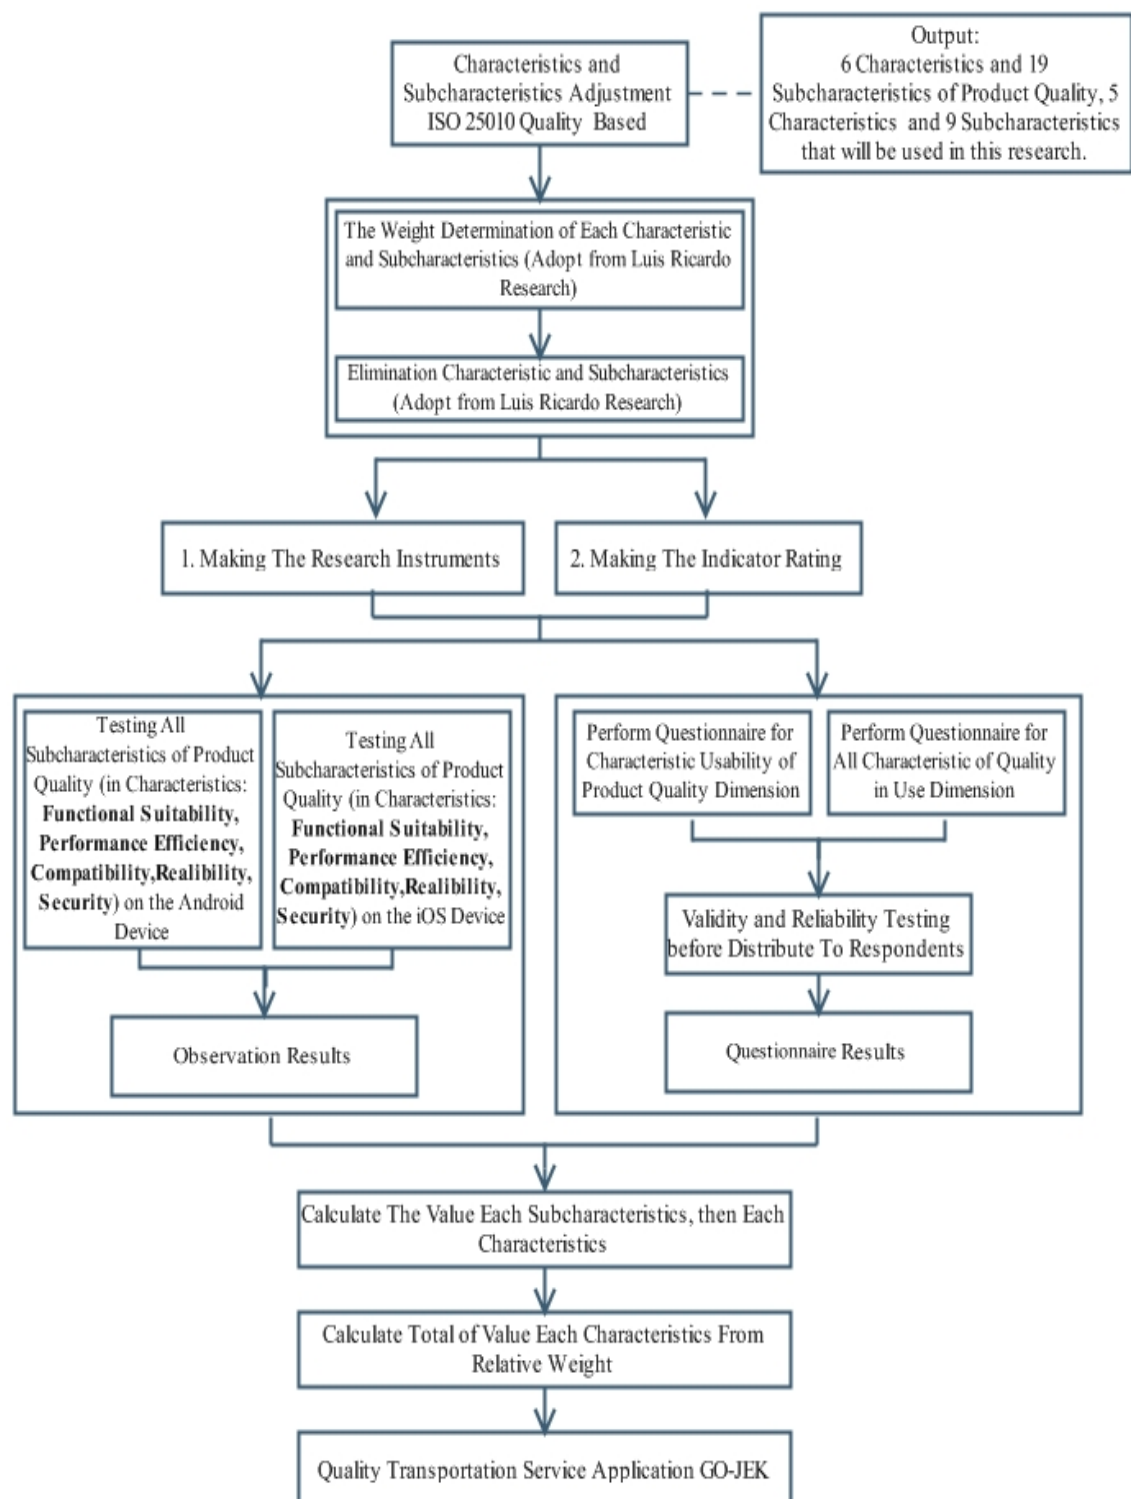 Characteristics and
Subcharacteristics Adjustment
ISO 25010 Quality Based
Output:
6 Characteristics and 19
Subcharacteristics of Product Quality, 5
Characteristics and 9 Subcharacteristics
that will be used in this research.
The Weight Determination of Each Characteristic
and Subcharacteristics (Adopt from Luis Ricardo
Research)
Elimination Characteristic and Subcharacteristics
(Adopt from Luis Ricardo Research)
1. Making The Research Instruments
2. Making The Indicator Rating
Testing All
Subcharacteristics of Product
Quality (in Characteristics:
Functional Suitability,
Performance Efficiency,
Compatibility,Realibility,
Security) on the Android
Device
Testing All
Subcharacteristics of Product
Quality (in Characteristics:
Functional Suitability,
Performance Efficiency,
Compatibility,Realibility,
Security) on the iOS Device
Observation Results
Perform Questionnaire for
Characteristic Usability of
Product Quality Dimension
Perform Questionnaire for
All Characteristic of Quality
in Use Dimension
Validity and Reliability Testing
before Distribute To Respondents
Questionnaire Results
Calculate The Value Each Subcharacteristics, then Each
Characteristics
Calculate Total of Value Each Characteristics From
Relative Weight
Quality Transportation Service Application GO-JEK